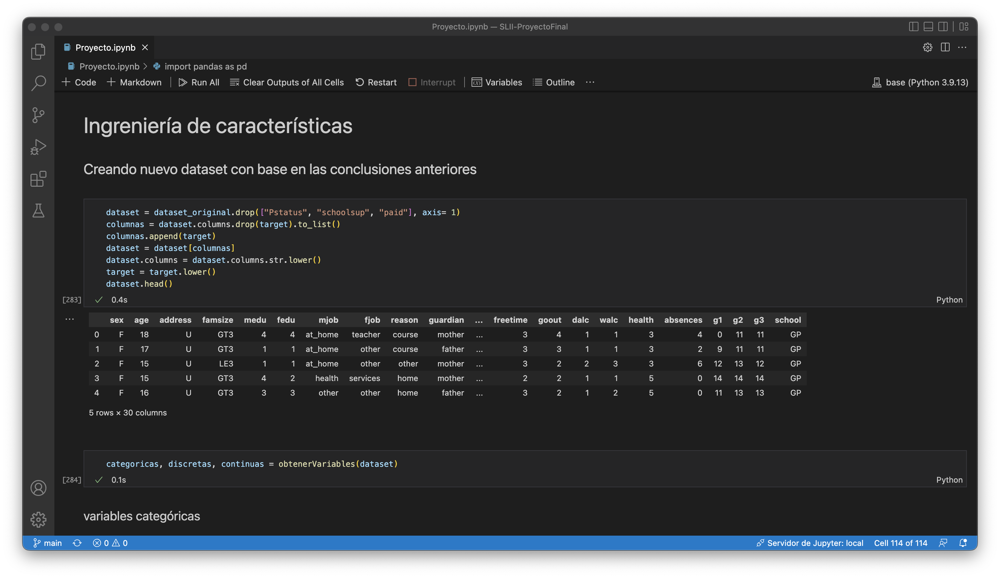 Proyecto.ipynb — SLII-ProyectoFinal
Proyecto.ipynb
Proyecto.ipynb > import pandas as pd
+ Code + Markdown | Run All Clear Outputs of All Cells Restart Interrupt | Variables Outline ... base (Python 3.9.13)
Ingreniería de características
Creando nuevo dataset con base en las conclusiones anteriores
dataset = dataset_original.drop(["Pstatus", "schoolsup", "paid"], axis= 1)
columnas = dataset.columns.drop(target).to_list()
columnas.append(target)
dataset = dataset[columnas]
dataset.columns = dataset.columns.str.lower()
target = target.lower()
dataset.head()
[283] ✓ 0.4s Python
... sex age address famsize medu fedu mjob fjob reason guardian ... freetime goout dalc walc health absences g1 g2 g3 school
0 F 18 U GT3 4 4 at_home teacher course mother ... 3 4 1 1 3 4 0 11 11 GP
1 F 17 U GT3 1 1 at_home other course father ... 3 3 1 1 3 2 9 11 11 GP
2 F 15 U LE3 1 1 at_home other other mother ... 3 2 2 3 3 6 12 13 12 GP
3 F 15 U GT3 4 2 health services home mother ... 2 2 1 1 5 0 14 14 14 GP
4 F 16 U GT3 3 3 other other home father ... 3 2 1 2 5 0 11 13 13 GP
5 rows × 30 columns
categoricas, discretas, continuas = obtenerVariables(dataset)
[284] ✓ 0.1s Python
variables categóricas
main 0 0 Servidor de Jupyter: local Cell 114 of 114